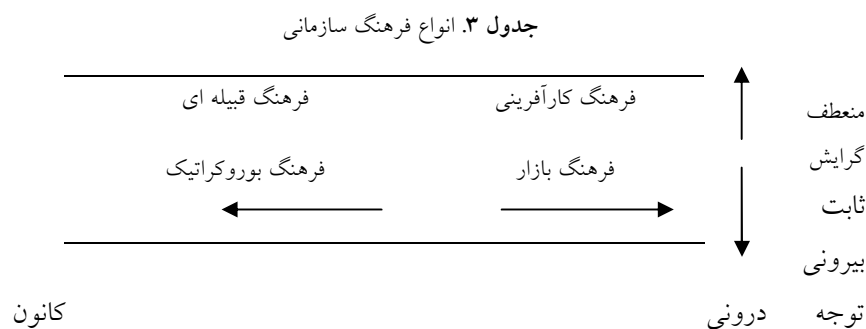 جدول ۳. انواع فرهنگ سازمانی
فرهنگ کارآفرینی فرهنگ قبیله ای
منعطف
گرایش
فرهنگ بازار فرهنگ بوروکراتیک
ثابت
بیرونی
توجه درونی کانون